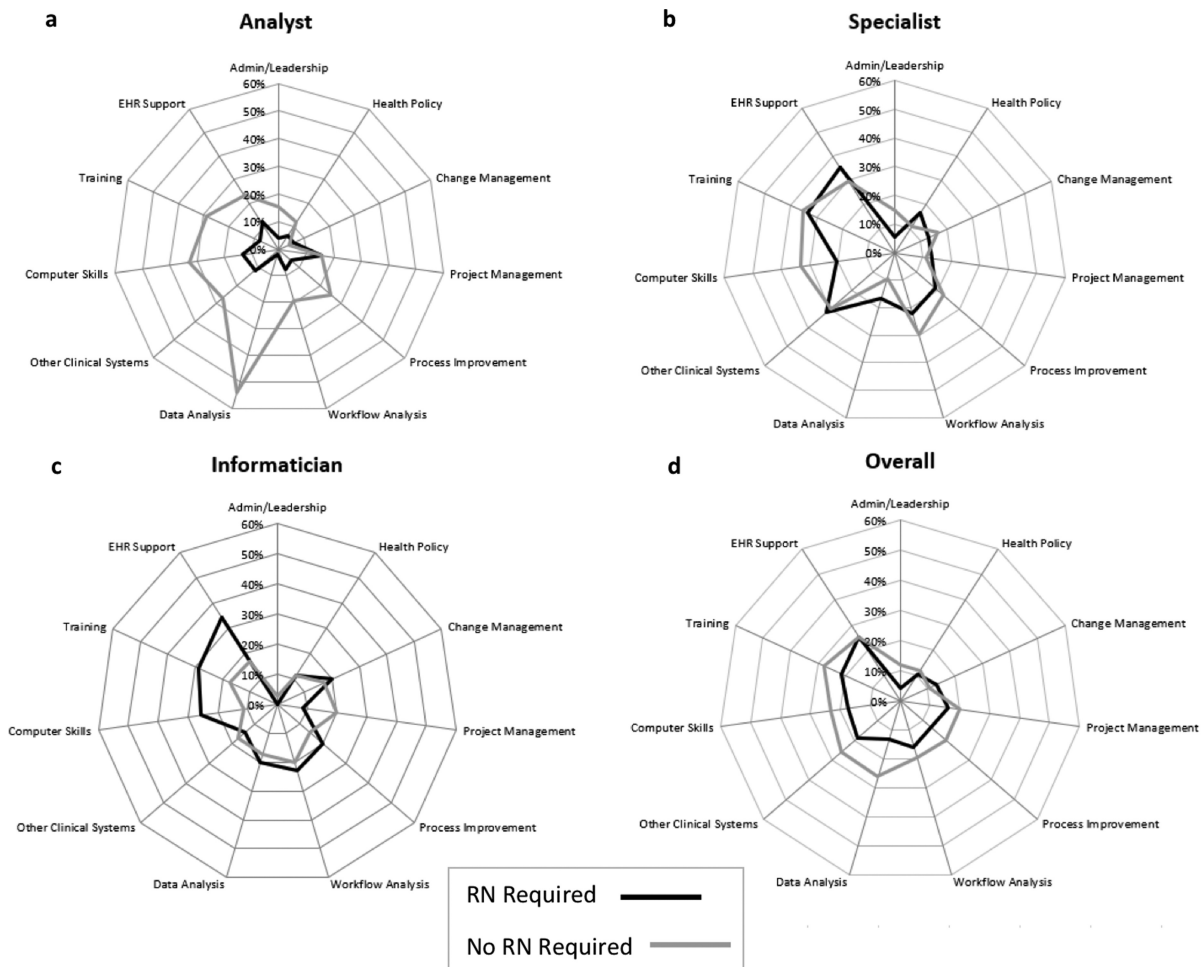 a
Analyst
Admin/Leadership
60%
50%
40%
30%
20%
10%
0%
Health Policy
Change Management
Project Management
Process Improvement
Workflow Analysis
Data Analysis
Other Clinical Systems
Computer Skills
Training
EHR Support
b
Specialist
Admin/Leadership
60%
50%
40%
30%
20%
10%
0%
Health Policy
Change Management
Project Management
Process Improvement
Workflow Analysis
Data Analysis
Other Clinical Systems
Computer Skills
Training
EHR Support
c
Informatician
Admin/Leadership
60%
50%
40%
30%
20%
10%
0%
Health Policy
Change Management
Project Management
Process Improvement
Workflow Analysis
Data Analysis
Other Clinical Systems
Computer Skills
Training
EHR Support
d
Overall
Admin/Leadership
60%
50%
40%
30%
20%
10%
0%
Health Policy
Change Management
Project Management
Process Improvement
Workflow Analysis
Data Analysis
Other Clinical Systems
Computer Skills
Training
EHR Support
RN Required
No RN Required